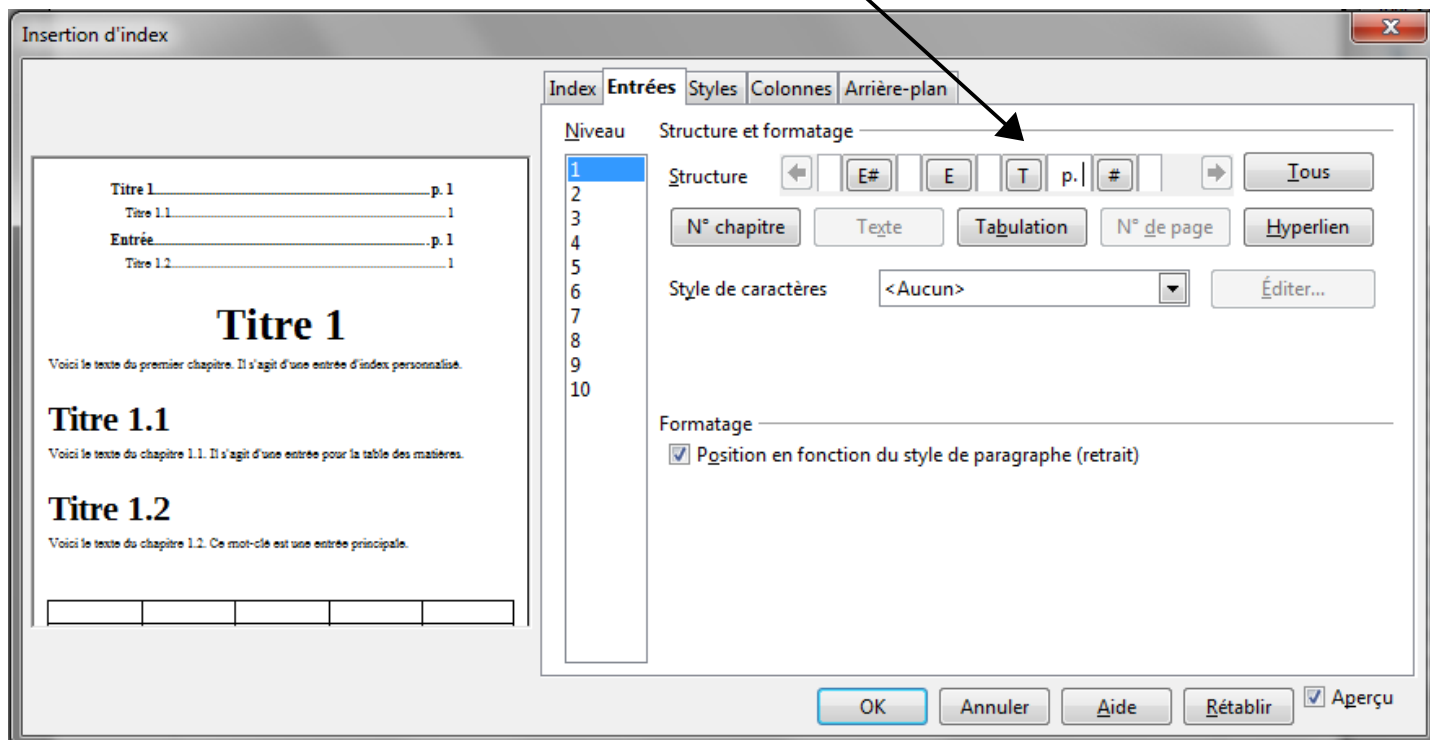 Insertion d'index
x
Index Entrées Styles Colonnes Arrière-plan
Titre 1 p. 1
Titre 1.1 1
Entrée p. 1
Titre 1.2 1
Titre 1
Voici le texte du premier chapitre. Il s'agit d'une entrée d'index personnalisé.
Titre 1.1
Voici le texte du chapitre 1.1. Il s'agit d'une entrée pour la table des matières.
Titre 1.2
Voici le texte du chapitre 1.2. Ce mot-clé est une entrée principale.
Niveau
1
2
3
4
5
6
7
8
9
10
Structure et formatage
Structure E# E T p. # Tous
N° chapitre Texte Tabulation N° de page Hyperlien
Style de caractères <Aucun> Éditer...
Formatage
Position en fonction du style de paragraphe (retrait)
OK Annuler Aide Rétablir Aperçu